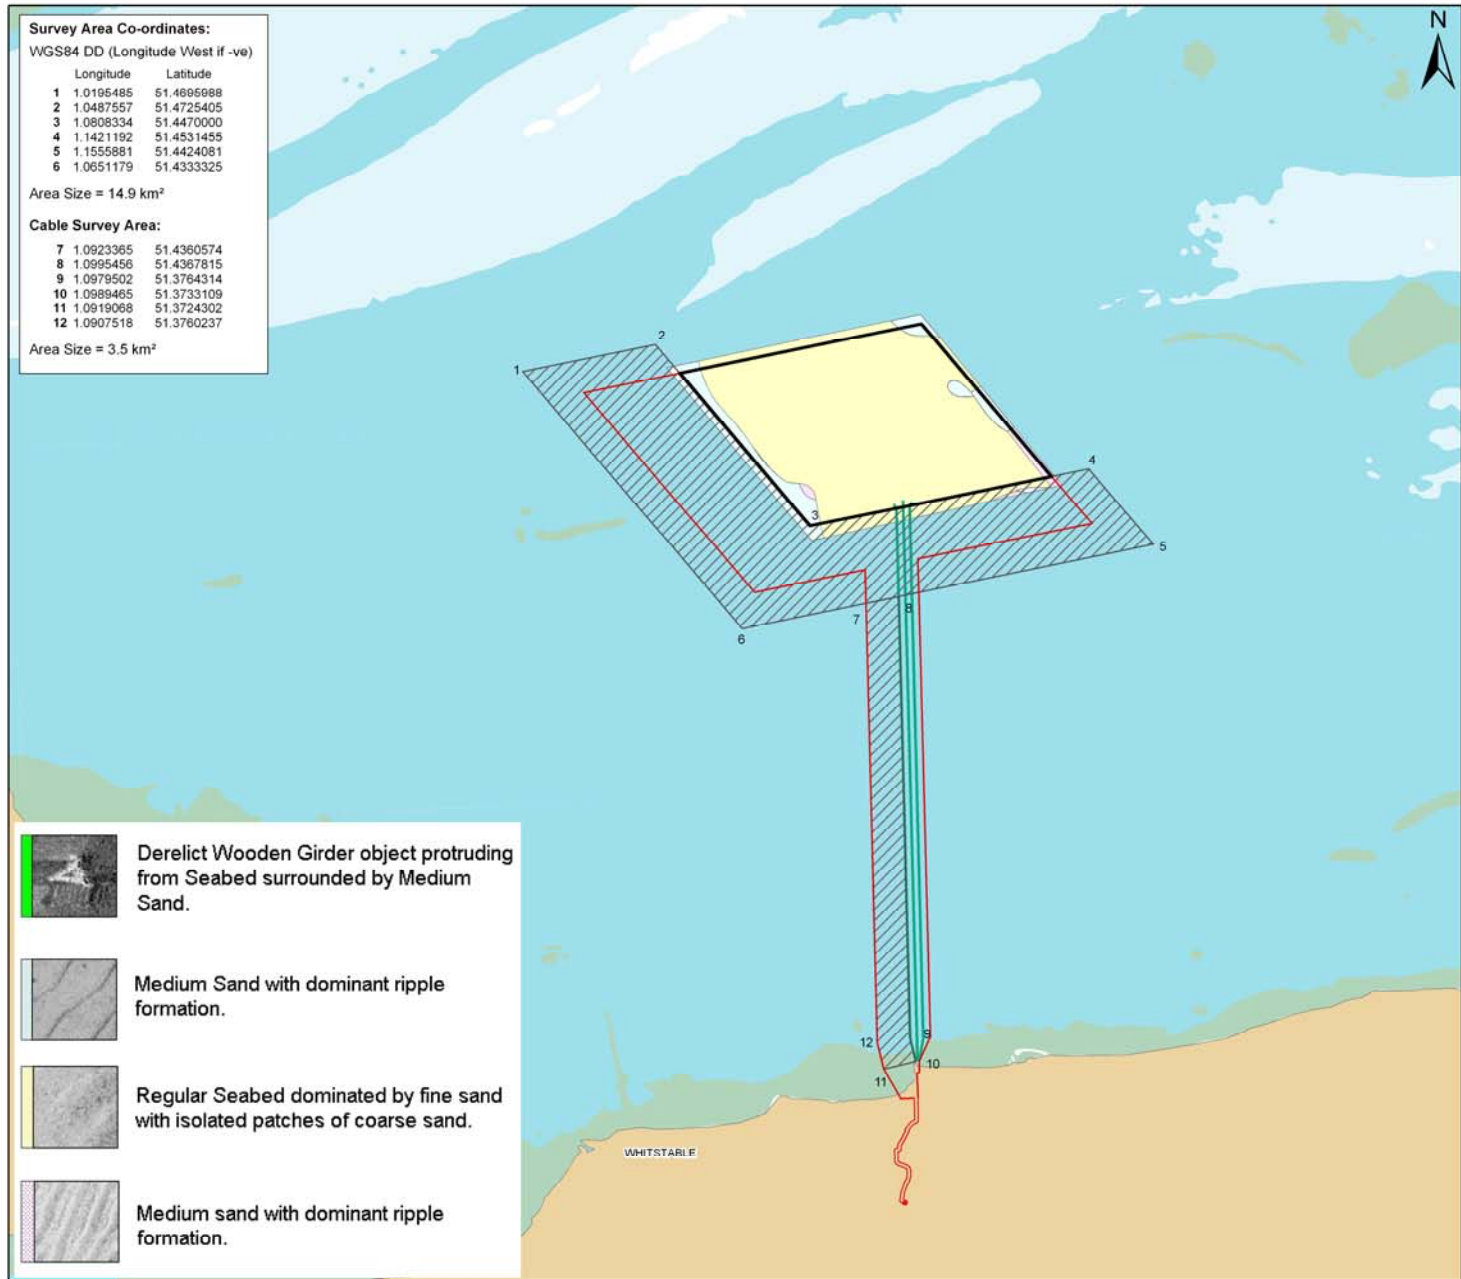 Survey Area Co-ordinates:
WGS84 DD (Longitude West if -ve)
Longitude Latitude
1 1.0195485 51.4695988
2 1.0487557 51.4725405
3 1.0808334 51.4470000
4 1.1421192 51.4531455
5 1.1555881 51.4424081
6 1.0651179 51.4333325
Area Size = 14.9 km²
Cable Survey Area:
7 1.0923365 51.4360574
8 1.0995456 51.4367815
9 1.0979502 51.3764314
10 1.0989465 51.3733109
11 1.0919068 51.3724302
12 1.0907518 51.3760237
Area Size = 3.5 km²
N
2
1
4
3
5
8
7
6
9
12
10
11
WHITSTABLE
Derelict Wooden Girder object protruding
from Seabed surrounded by Medium
Sand.
Medium Sand with dominant ripple
formation.
Regular Seabed dominated by fine sand
with isolated patches of coarse sand.
Medium sand with dominant ripple
formation.